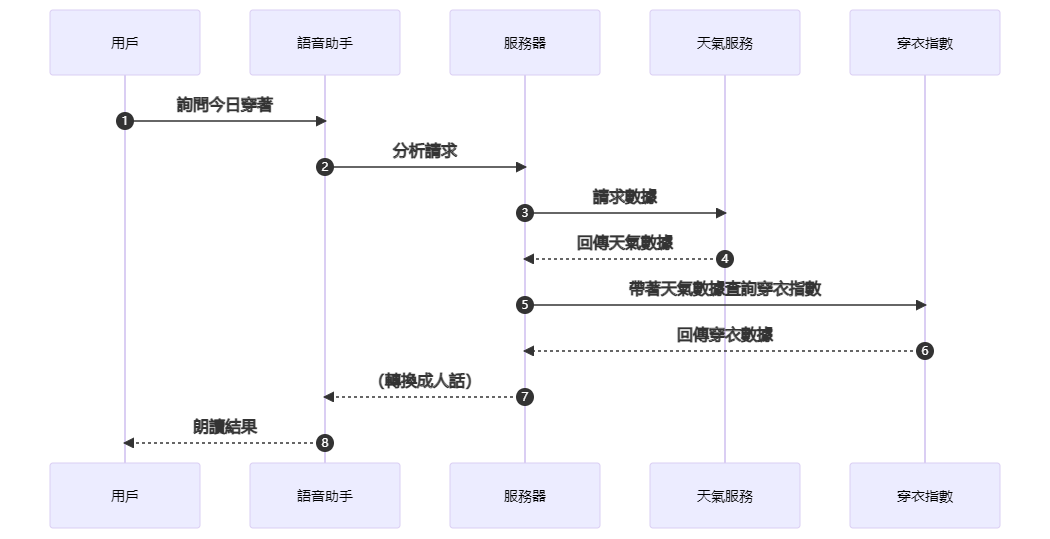 用戶
語音助手
服務器
天氣服務
穿衣指數
詢問今日穿著
1
分析請求
2
請求數據
3
回傳天氣數據
4
帶著天氣數據查詢穿衣指數
5
回傳穿衣數據
6
（轉換成人話）
7
朗讀結果
8
用戶
語音助手
服務器
天氣服務
穿衣指數